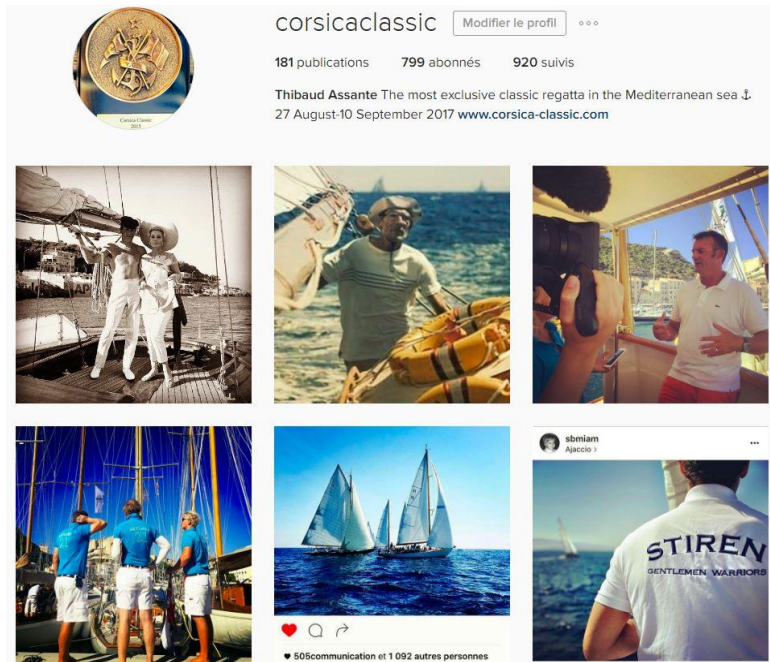 corsicaclassic Modifier le profil
181 publications 799 abonnés 920 suivis
Thibaud Assante The most exclusive classic regatta in the Mediterranean sea ⚓
27 August-10 September 2017 www.corsica-classic.com
Corsica Classic
2015
sbmiam
Ajaccio >
STIREN
GENTLEMEN WARRIORS
505communication et 1 092 autres personnes